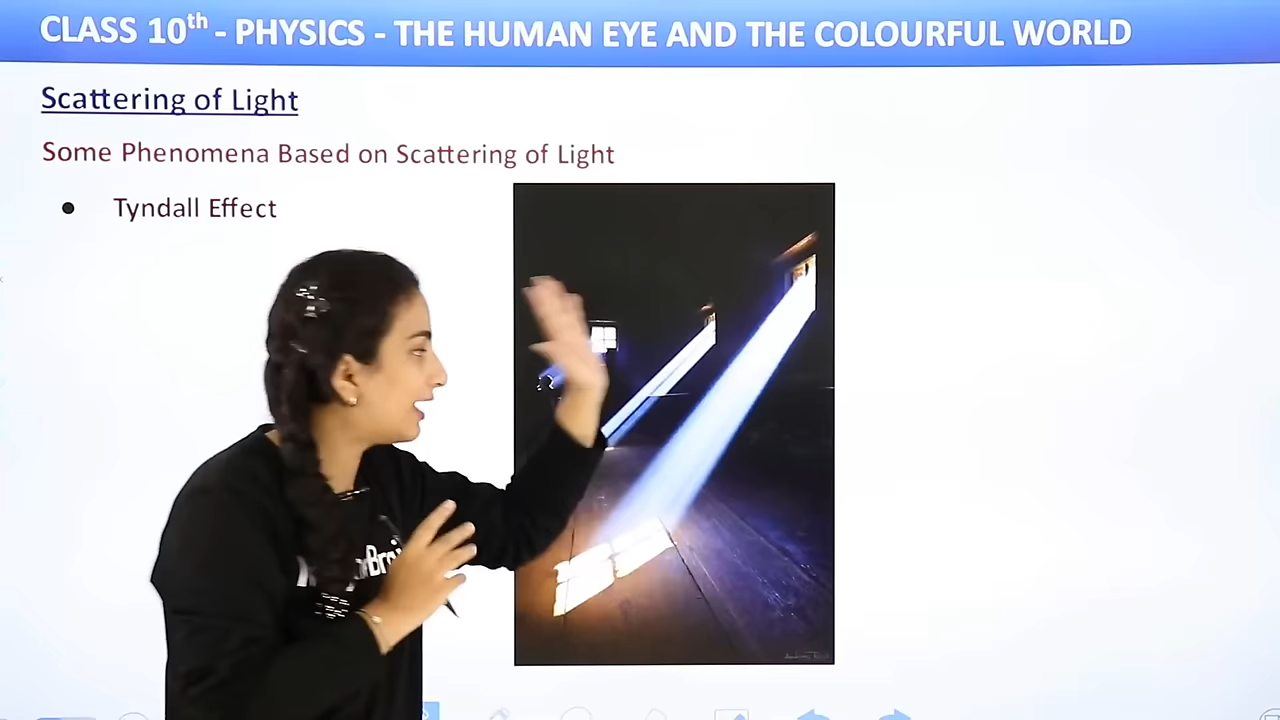 CLASS 10th - PHYSICS - THE HUMAN EYE AND THE COLOURFUL WORLD
Scattering of Light
Some Phenomena Based on Scattering of Light
● Tyndall Effect